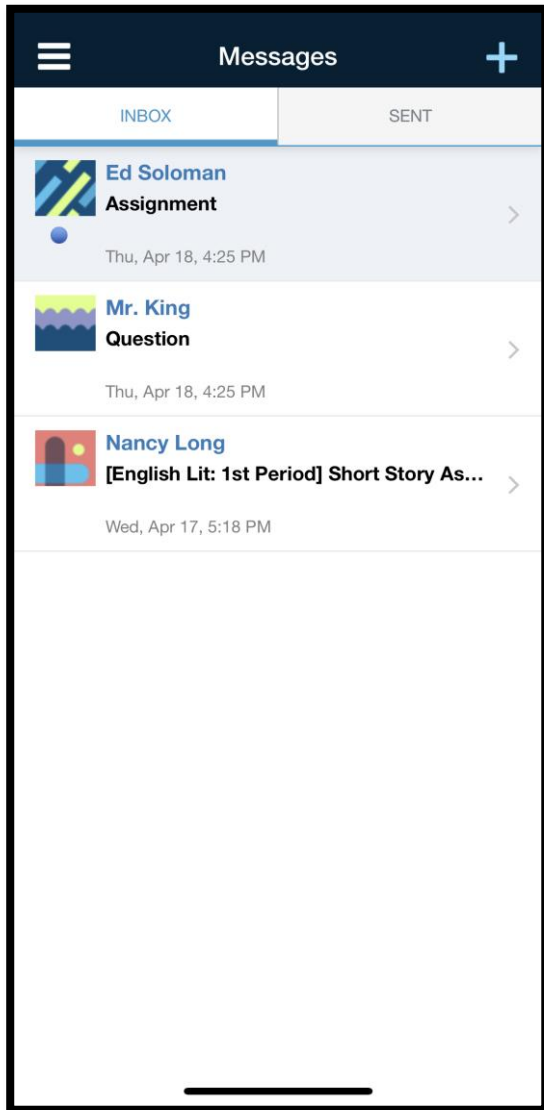 Messages
INBOX
SENT
Ed Soloman
Assignment
Thu, Apr 18, 4:25 PM
Mr. King
Question
Thu, Apr 18, 4:25 PM
Nancy Long
[English Lit: 1st Period] Short Story As...
Wed, Apr 17, 5:18 PM